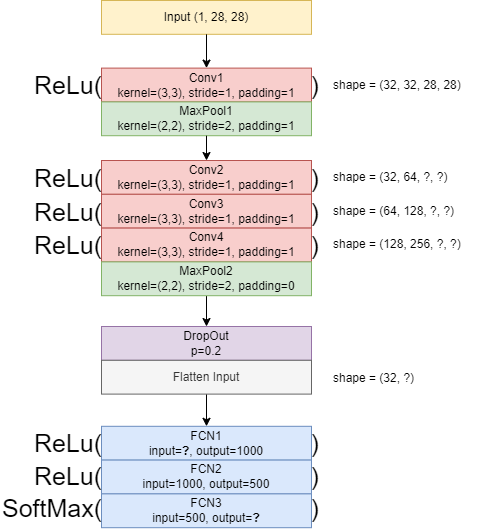 Input (1, 28, 28)
ReLu( Conv1 ) shape = (32, 32, 28, 28)
kernel=(3,3), stride=1, padding=1
MaxPool1
kernel=(2,2), stride=2, padding=1
ReLu( Conv2 ) shape = (32, 64, ?, ?)
kernel=(3,3), stride=1, padding=1
ReLu( Conv3 ) shape = (64, 128, ?, ?)
kernel=(3,3), stride=1, padding=1
ReLu( Conv4 ) shape = (128, 256, ?, ?)
kernel=(3,3), stride=1, padding=1
MaxPool2
kernel=(2,2), stride=2, padding=0
DropOut
p=0.2
Flatten Input shape = (32, ?)
ReLu( FCN1 )
input=?, output=1000
ReLu( FCN2 )
input=1000, output=500
SoftMax( FCN3 )
input=500, output=?